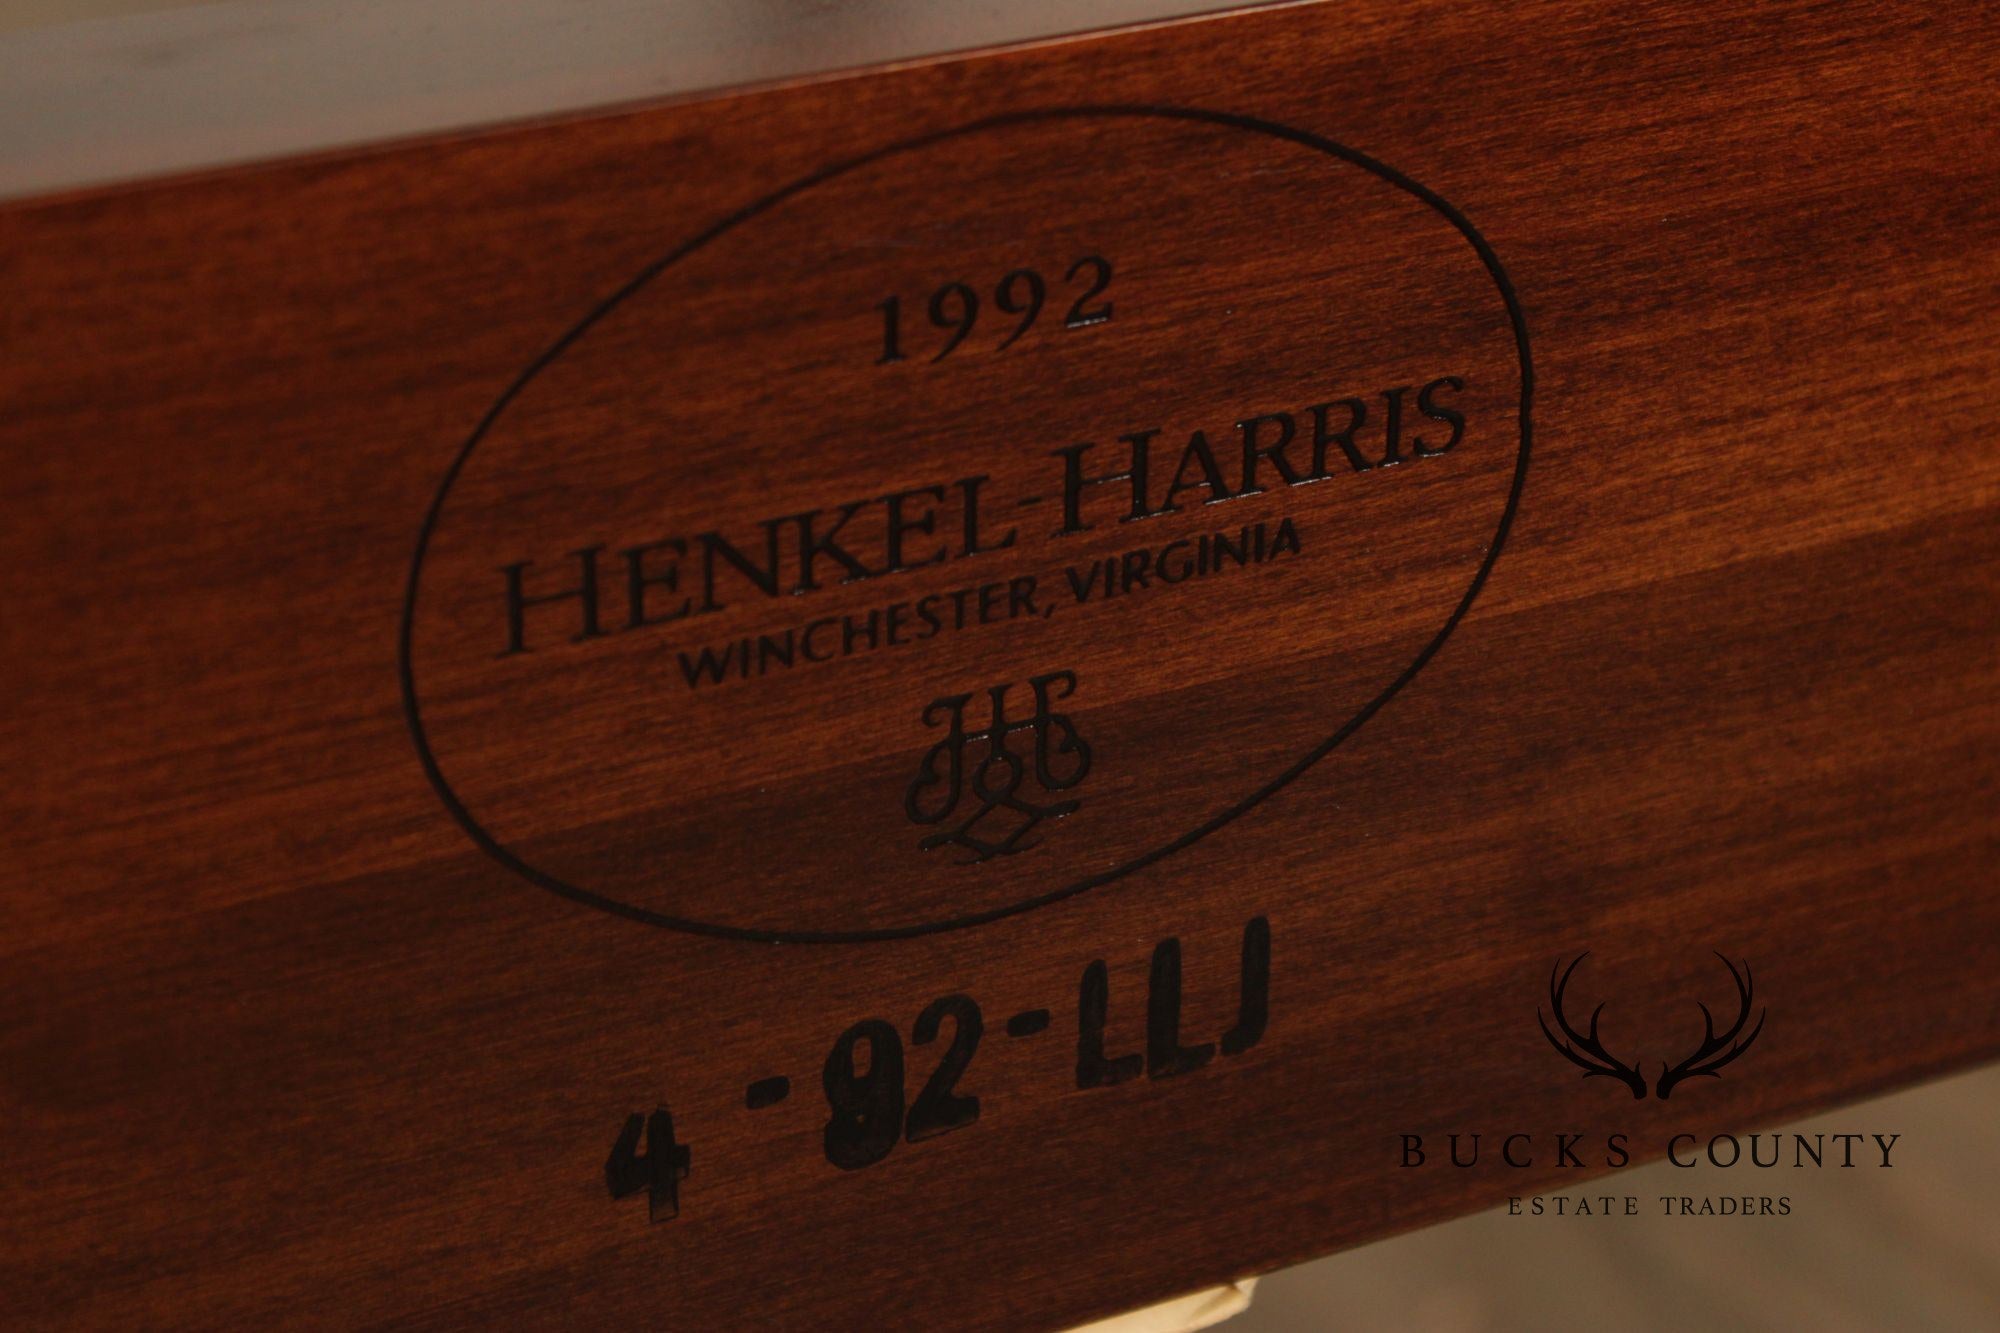 1992
HENKEL-HARRIS
WINCHESTER, VIRGINIA
4-92-LLJ
BUCKS COUNTY
ESTATE TRADERS